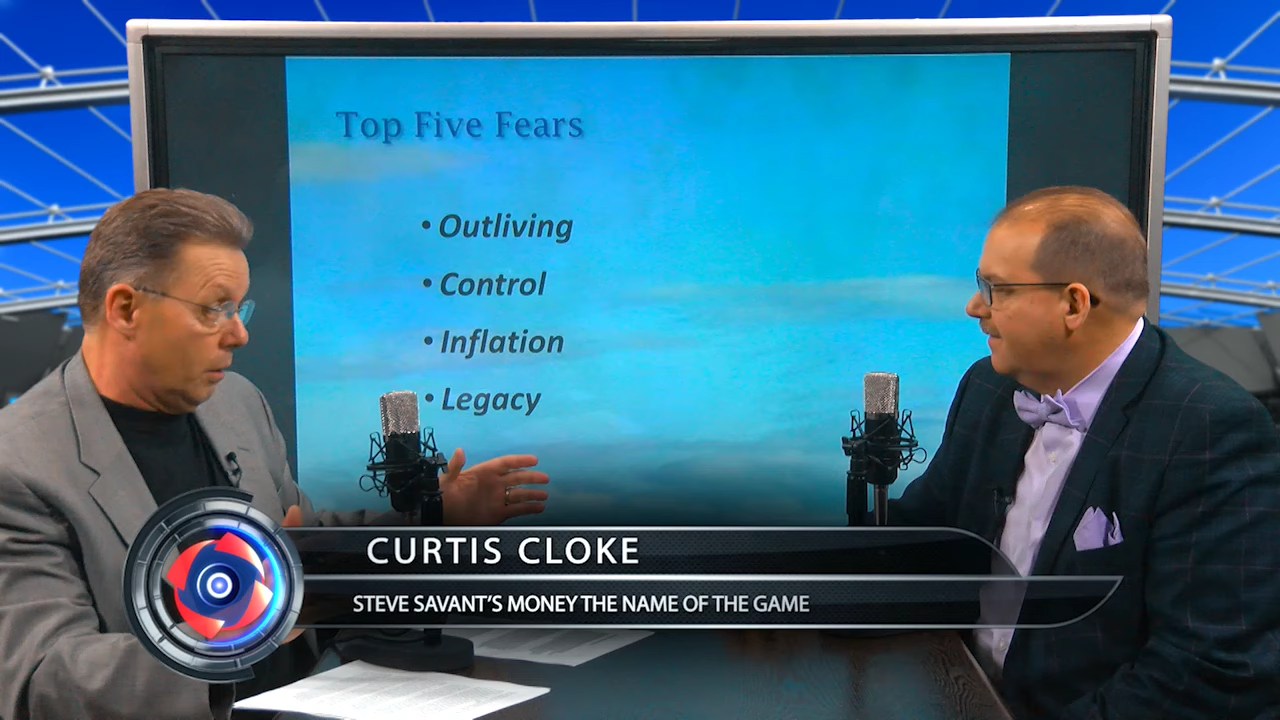 Top Five Fears
• Outliving
• Control
• Inflation
• Legacy
CURTIS CLOKE
STEVE SAVANT'S MONEY THE NAME OF THE GAME